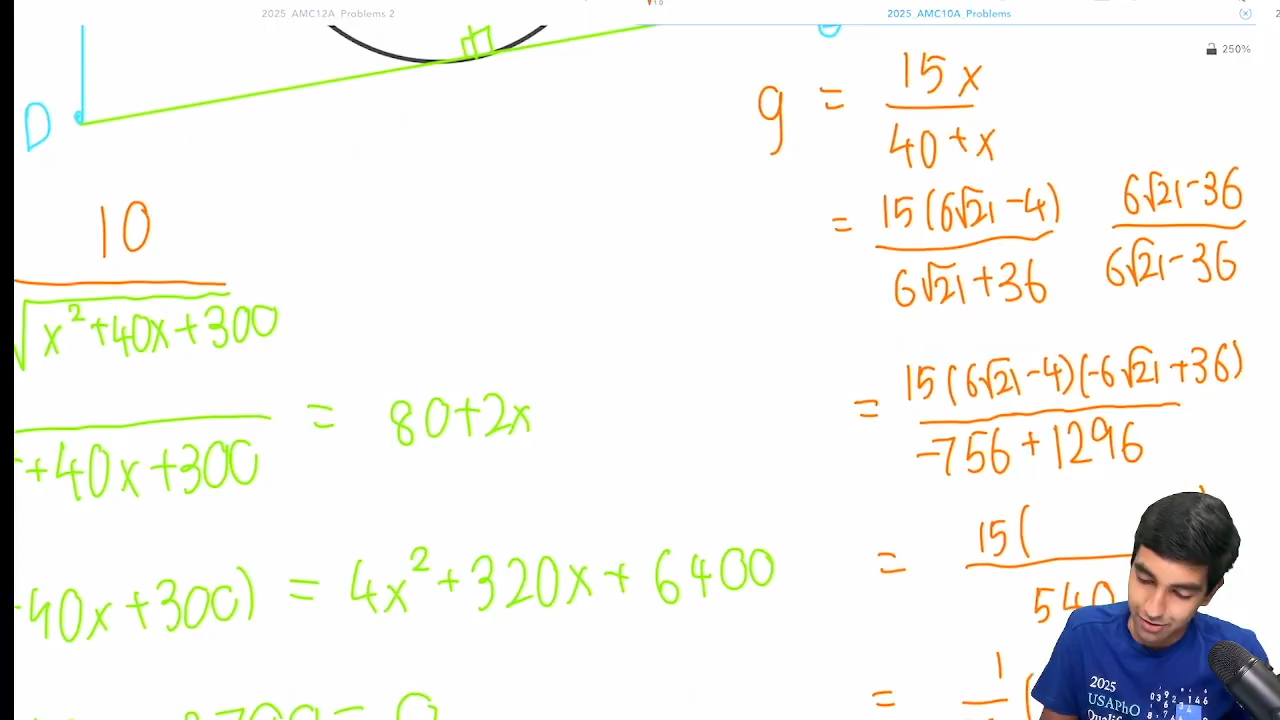 2025_AMC12A_Problems 2
2025_AMC10A_Problems
250%
D
g = 15x / 40 + x
= 15(6√21 - 4) / 6√21 + 36 6√21 - 36 / 6√21 - 36
10 / √x² + 40x + 300
= 15(6√21 - 4)(-6√21 + 36) / -756 + 1296
+40x + 300 = 80 + 2x
= 15( / 540
40x + 300) = 4x² + 320x + 6400
= 1
= 0
2025
USAPhO